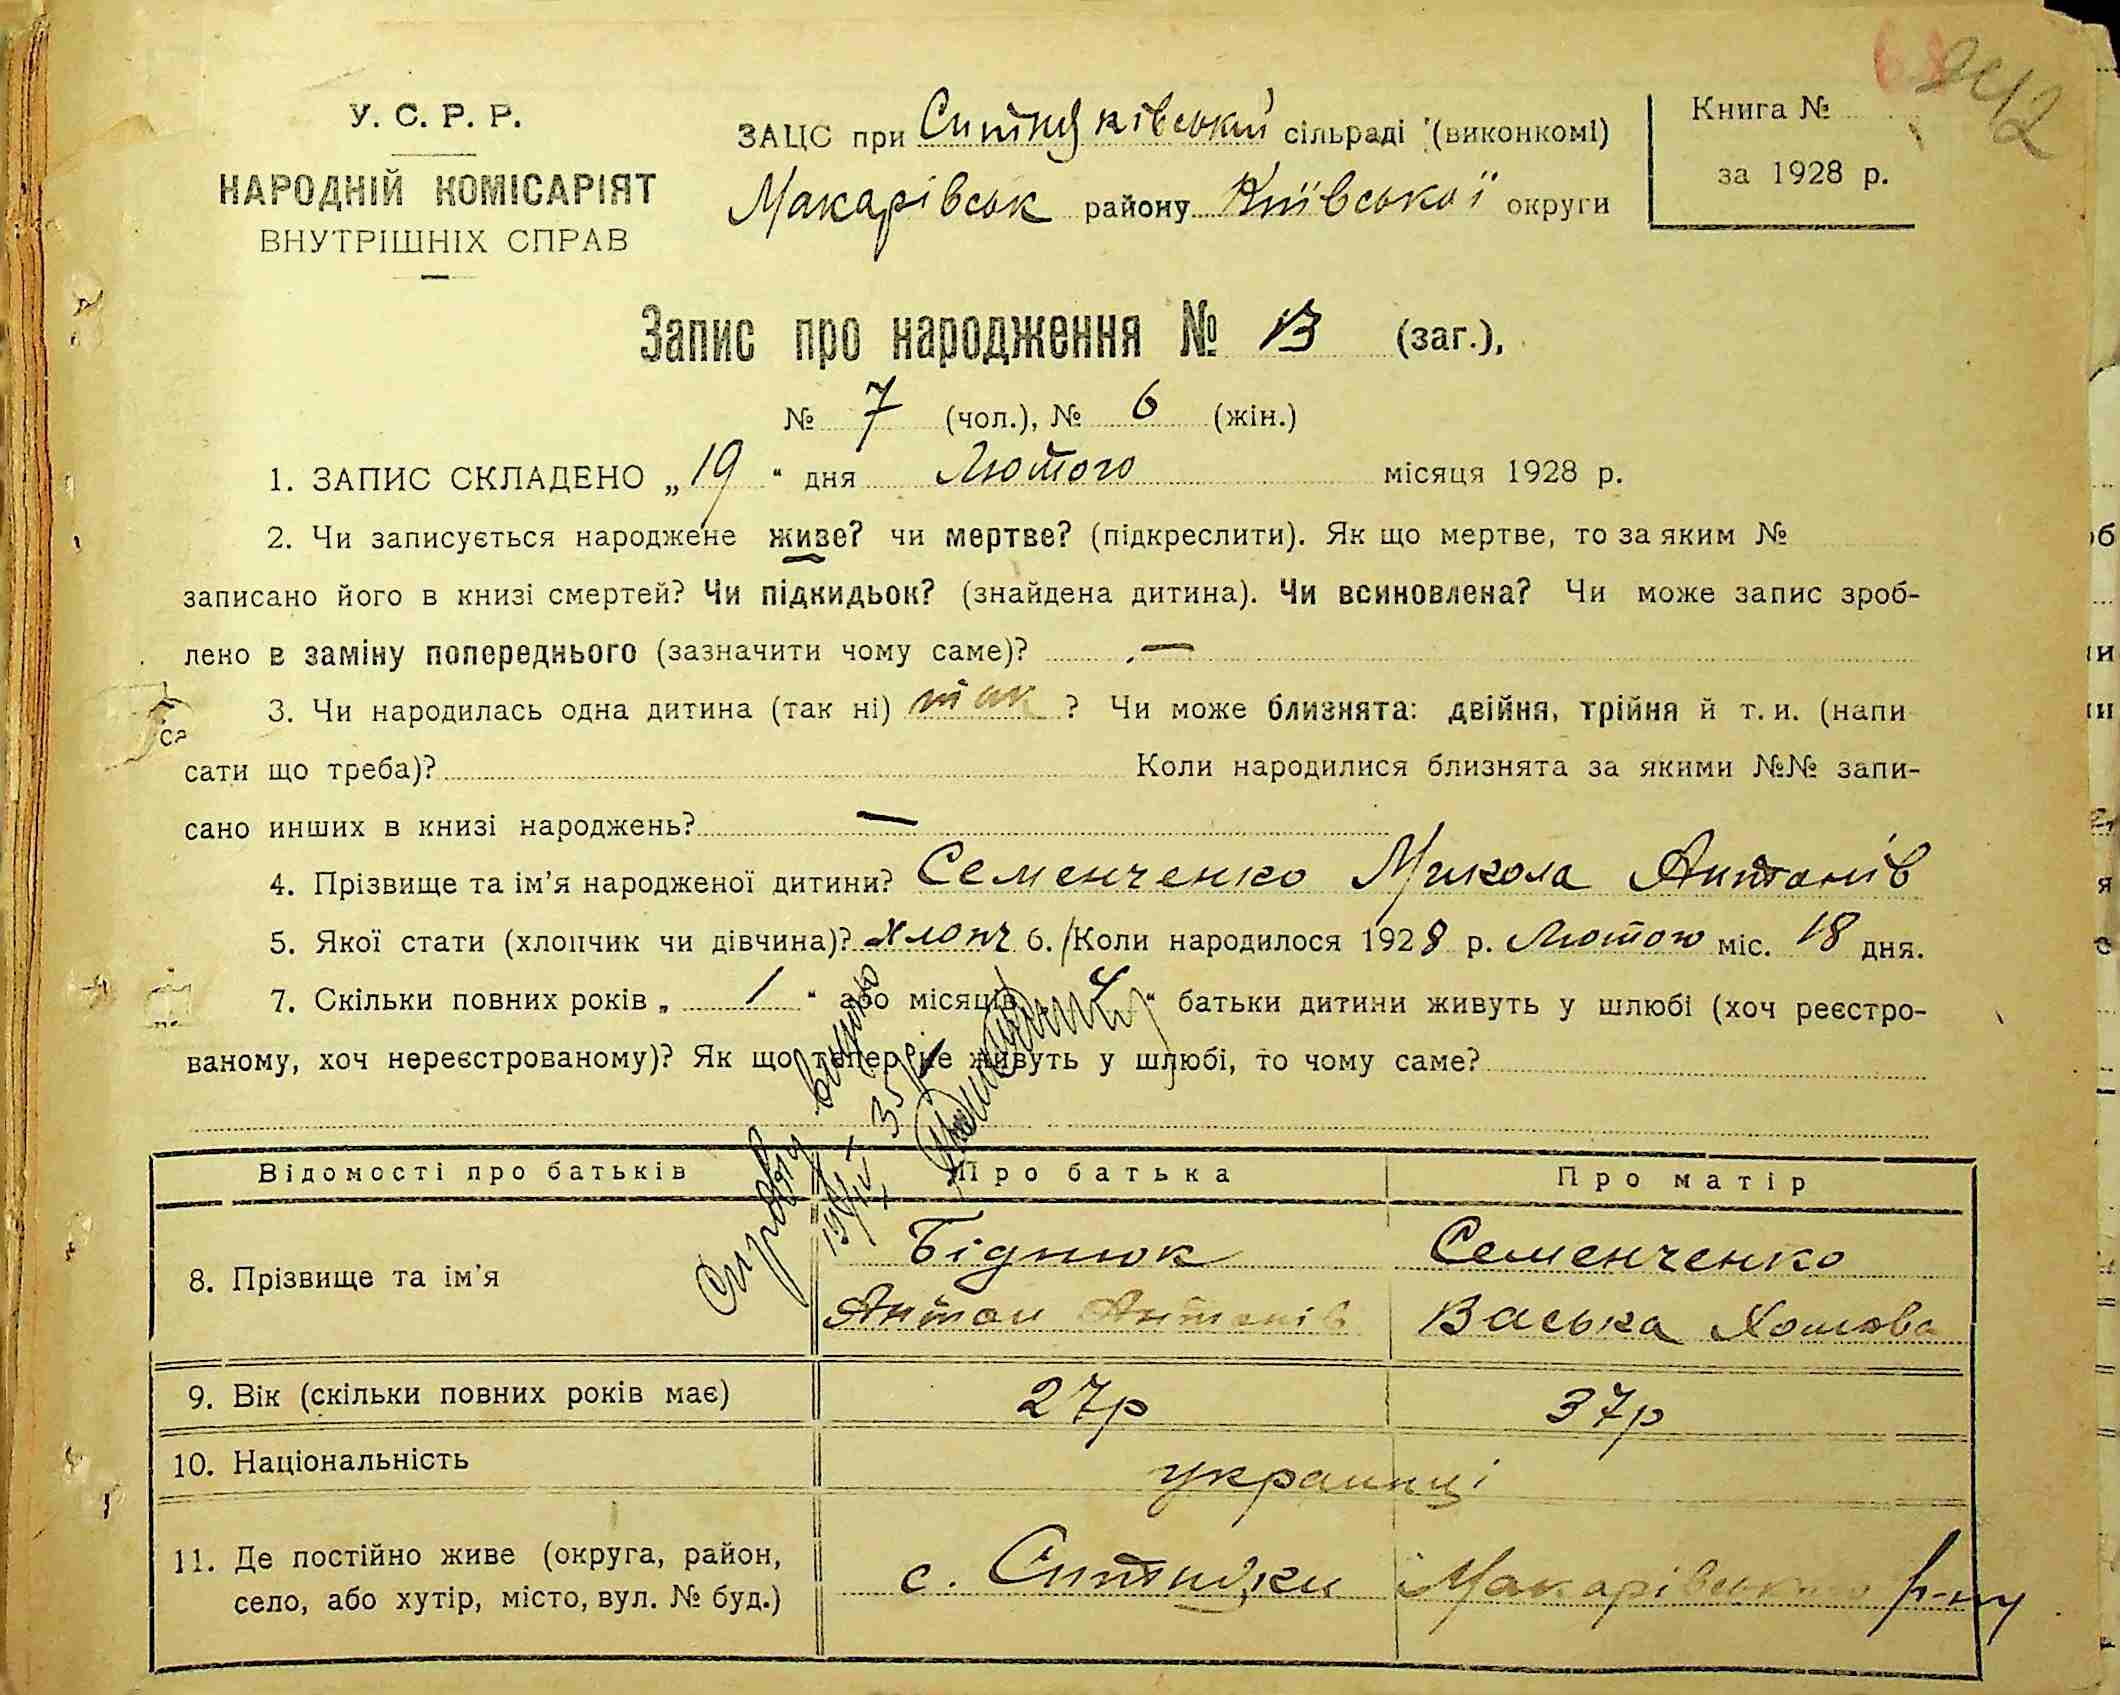 У. С. Р. Р.
НАРОДНІЙ КОМІСАРІЯТ
ВНУТРІШНІХ СПРАВ
ЗАЦС при Ситняківській сільраді (виконкомі)
Макарівськ району Київської округи
Книга №
за 1928 р.
Запис про народження № 13 (заг.),
№ 7 (чол.), № 6 (жін.)
1. ЗАПИС СКЛАДЕНО „19“ дня Лютого місяця 1928 р.
2. Чи записується народжене живе? чи мертве? (підкреслити). Як що мертве, то за яким №
записано його в книзі смертей? Чи підкидьок? (знайдена дитина). Чи всиновлена? Чи може запис зроб-
лено в заміну попереднього (зазначити чому саме)? —
3. Чи народилась одна дитина (так ні) так ? Чи може близнята: двійня, трійня й т. и. (напи
сати що треба)? Коли народилися близнята за якими №№ запи-
сано инших в книзі народжень? —
4. Прізвище та ім’я народженої дитини? Семенченко Микола Антонів
5. Якої стати (хлопчик чи дівчина)? хлопч 6. Коли народилося 1928 р. Лютого міс. 18 дня.
7. Скільки повних років „ 1 “ або місяців „ “ батьки дитини живуть у шлюбі (хоч реєстро-
ваному, хоч нереєстрованому)? Як що тепер не живуть у шлюбі, то чому саме?
Відомості про батьків Про батька Про матір
8. Прізвище та ім’я
Біднюк Семенченко
Антон Антонів Васька Хомова
9. Вік (скільки повних років має) 27р 37р
10. Національність украинці
11. Де постійно живе (округа, район,
село, або хутір, місто, вул. № буд.)
с. Ситняки Макарівського р-ну